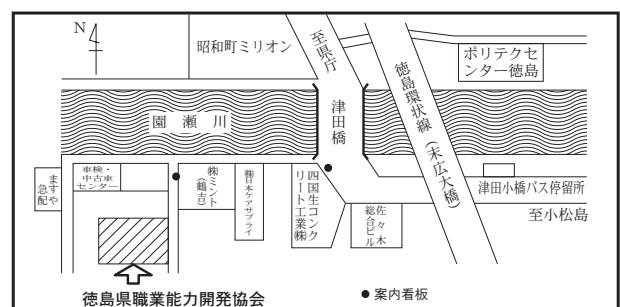 N
昭和町ミリオン
至県庁
徳島環状線（末広大橋）
ポリテクセ
ンター徳島
園瀬川
津田橋
ますや
急配
車検・
中古車
センター
㈱ミント
（鶴吉）
㈱日本ケアサプライ
四国生コンク
リート工業㈱
佐々木
総合ビル
津田小橋バス停留所
至小松島
徳島県職業能力開発協会
●案内看板